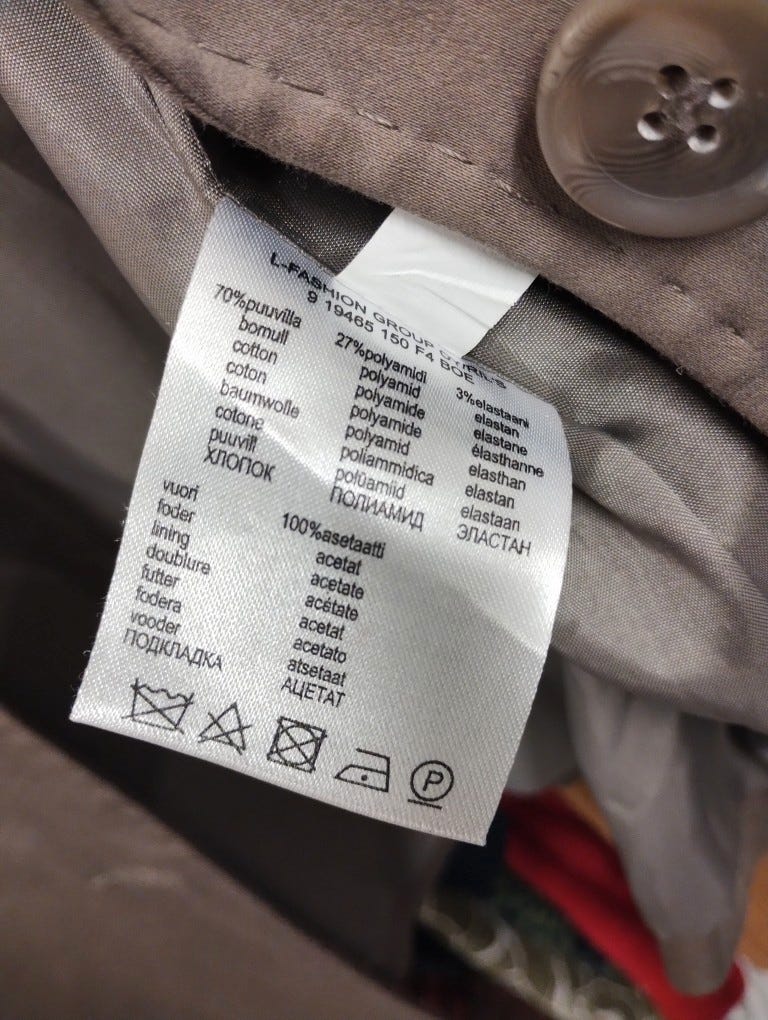 L-FASHION GROUP
9 19465 150 F4 BOE
70%puuvilla
bomull
cotton
coton
baumwolle
cotone
puuvill
ХЛОПОК
27%polyamidi
polyamid
polyamide
polyamide
polyamid
poliammidica
polüamiid
ПОЛИАМИД
3%elastaani
elastan
elastane
élasthanne
elasthan
elastan
elastaan
ЭЛАСТАН
vuori
foder
lining
doublure
futter
fodera
vooder
ПОДКЛАДКА
100%asetaatti
acetat
acetate
acétate
acetat
acetato
atsetaat
АЦЕТАТ
P